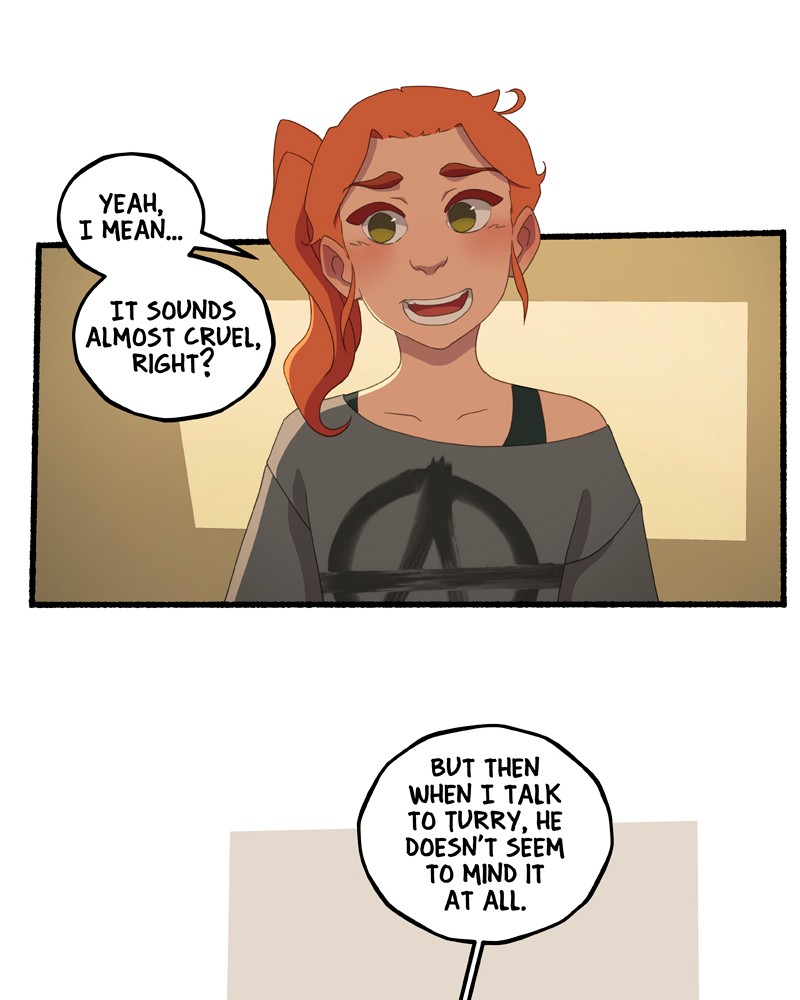 YEAH,
I MEAN...
IT SOUNDS
ALMOST CRUEL,
RIGHT?
BUT THEN
WHEN I TALK
TO TURRY, HE
DOESN'T SEEM
TO MIND IT
AT ALL.